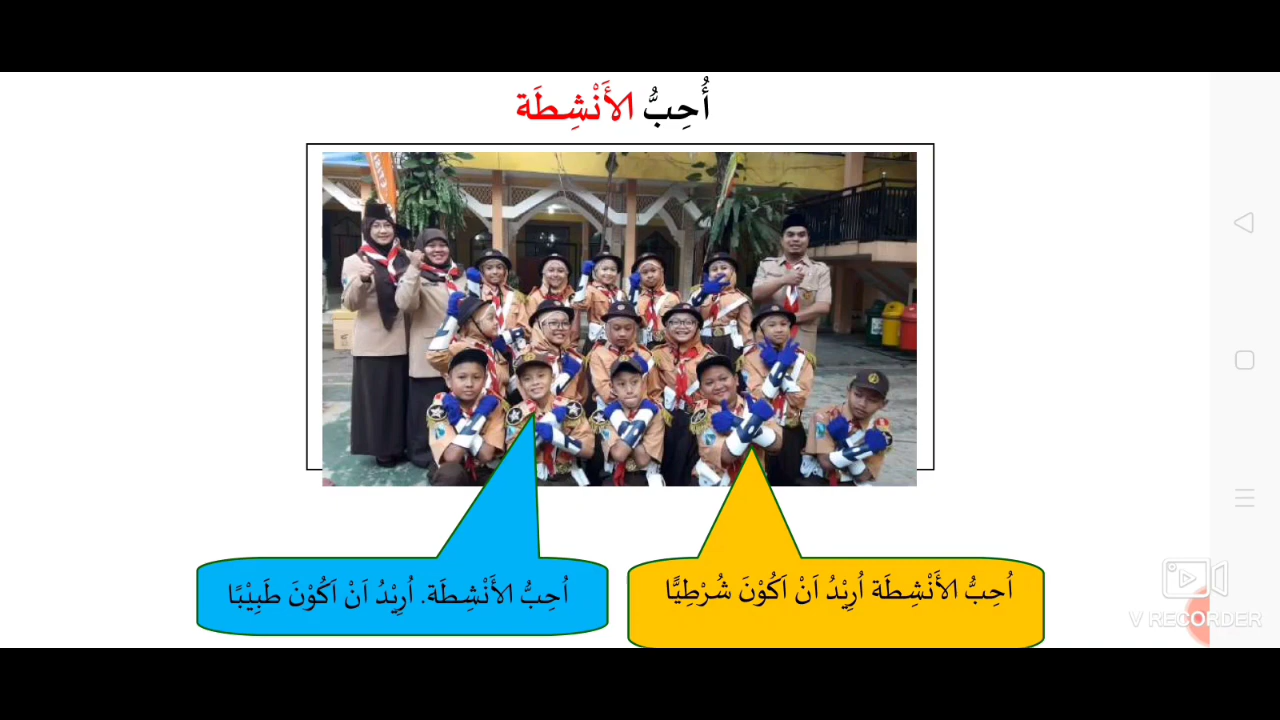 أُحِبُّ الأَنْشِطَة
اُحِبُّ الأَنْشِطَة اُرِيْدُ اَنْ اَكُوْنَ شُرْطِيًّا
اُحِبُّ الأَنْشِطَة. اُرِيْدُ اَنْ اَكُوْنَ طَبِيْبًا
V RECORDER